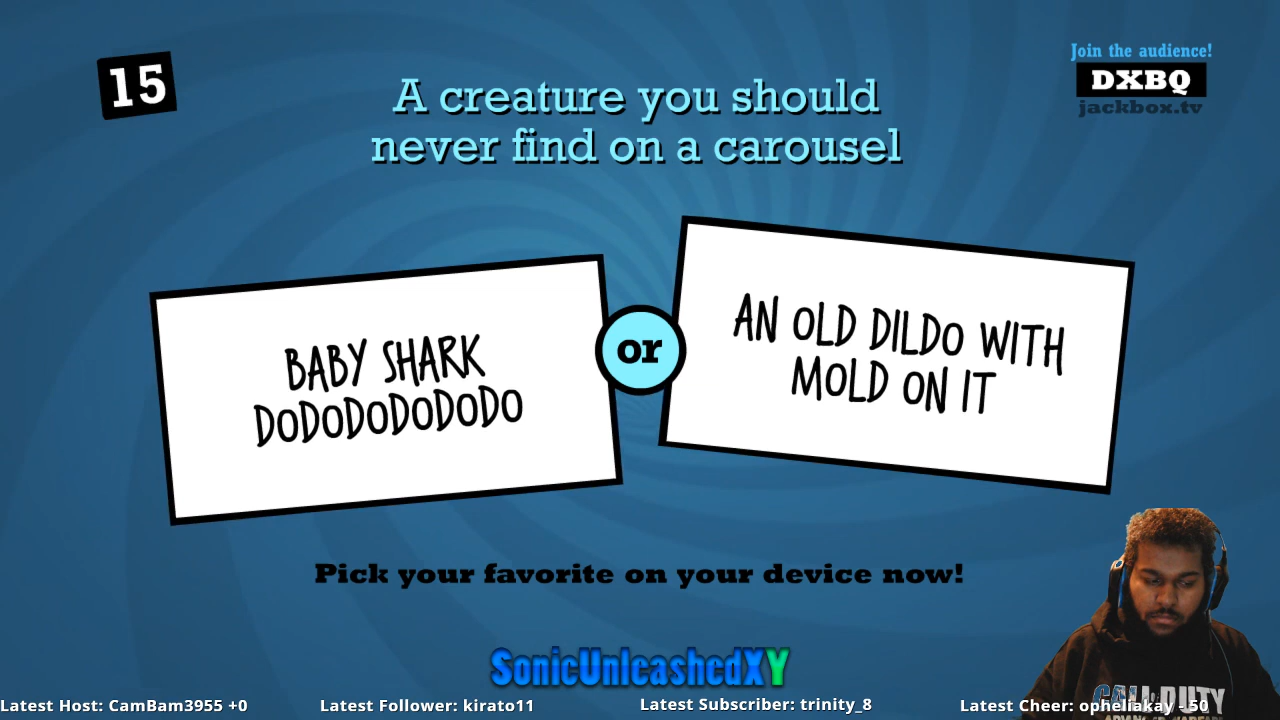 15
Join the audience!
DXBQ
jackbox.tv
A creature you should
never find on a carousel
BABY SHARK
DODODODODODO
or
AN OLD DILDO WITH
MOLD ON IT
Pick your favorite on your device now!
SonicUnleashedXY
CALL DUTY
Latest Host: CamBam3955 +0
Latest Follower: kirato11
Latest Subscriber: trinity_8
Latest Cheer: opheliakay - 50